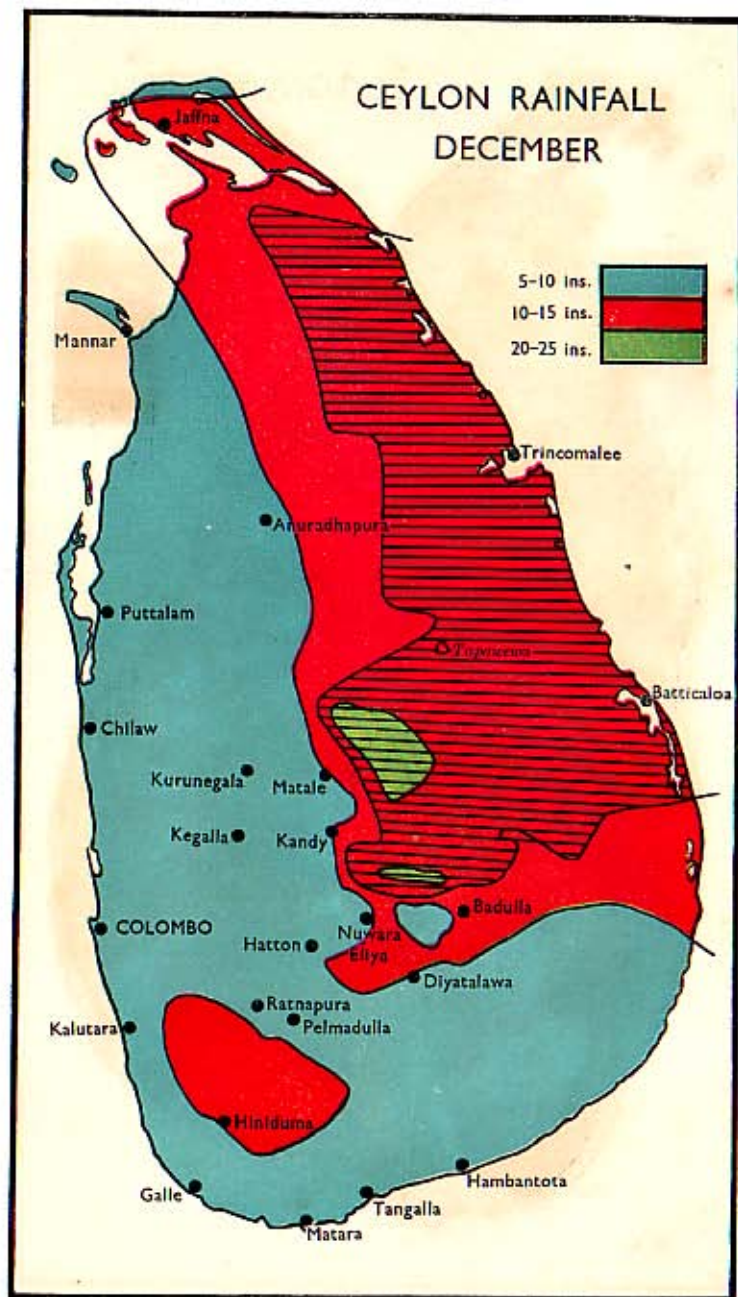 CEYLON RAINFALL
DECEMBER
5-10 ins.
10-15 ins.
20-25 ins.
Jaffna
Mannar
Trincomalee
Anuradhapura
Puttalam
Batticaloa
Chilaw
Kurunegala
Matale
Kegalla
Kandy
COLOMBO
Badulla
Nuwara
Eliya
Hatton
Diyatalawa
Ratnapura
Pelmadulla
Kalutara
Hiniduma
Hambantota
Galle
Tangalla
Matara